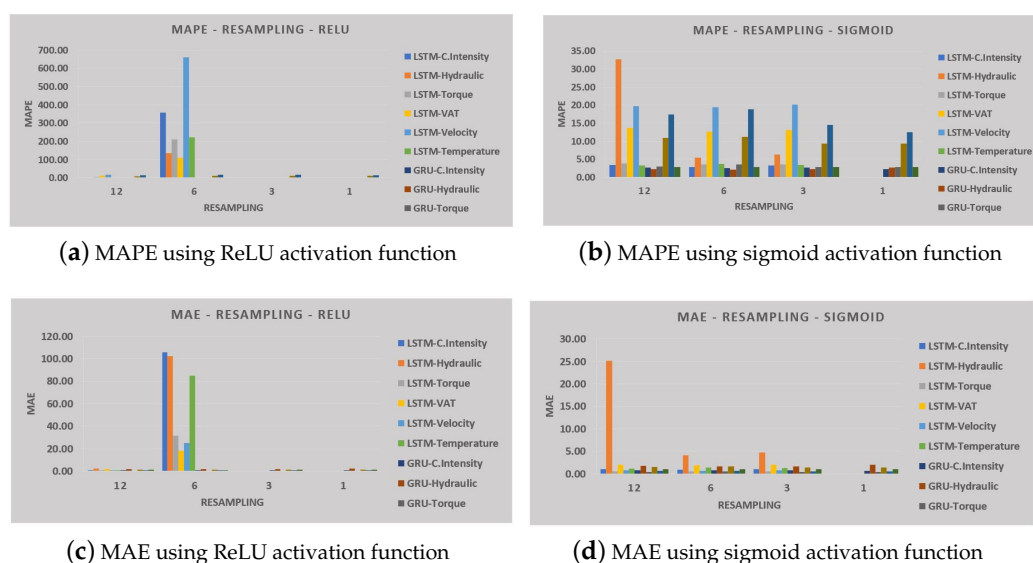 MAPE - RESAMPLING - RELU
700.00
600.00
500.00
400.00
300.00
200.00
100.00
0.00
MAPE
12 6 3 1
RESAMPLING
LSTM-C.Intensity
LSTM-Hydraulic
LSTM-Torque
LSTM-VAT
LSTM-Velocity
LSTM-Temperature
GRU-C.Intensity
GRU-Hydraulic
GRU-Torque
(a) MAPE using ReLU activation function
MAPE - RESAMPLING - SIGMOID
35.00
30.00
25.00
20.00
15.00
10.00
5.00
0.00
MAPE
12 6 3 1
RESAMPLING
LSTM-C.Intensity
LSTM-Hydraulic
LSTM-Torque
LSTM-VAT
LSTM-Velocity
LSTM-Temperature
GRU-C.Intensity
GRU-Hydraulic
GRU-Torque
(b) MAPE using sigmoid activation function
MAE - RESAMPLING - RELU
120.00
100.00
80.00
60.00
40.00
20.00
0.00
MAE
12 6 3 1
RESAMPLING
LSTM-C.Intensity
LSTM-Hydraulic
LSTM-Torque
LSTM-VAT
LSTM-Velocity
LSTM-Temperature
GRU-C.Intensity
GRU-Hydraulic
GRU-Torque
(c) MAE using ReLU activation function
MAE - RESAMPLING - SIGMOID
30.00
25.00
20.00
15.00
10.00
5.00
0.00
MAE
12 6 3 1
RESAMPLING
LSTM-C.Intensity
LSTM-Hydraulic
LSTM-Torque
LSTM-VAT
LSTM-Velocity
LSTM-Temperature
GRU-C.Intensity
GRU-Hydraulic
GRU-Torque
(d) MAE using sigmoid activation function